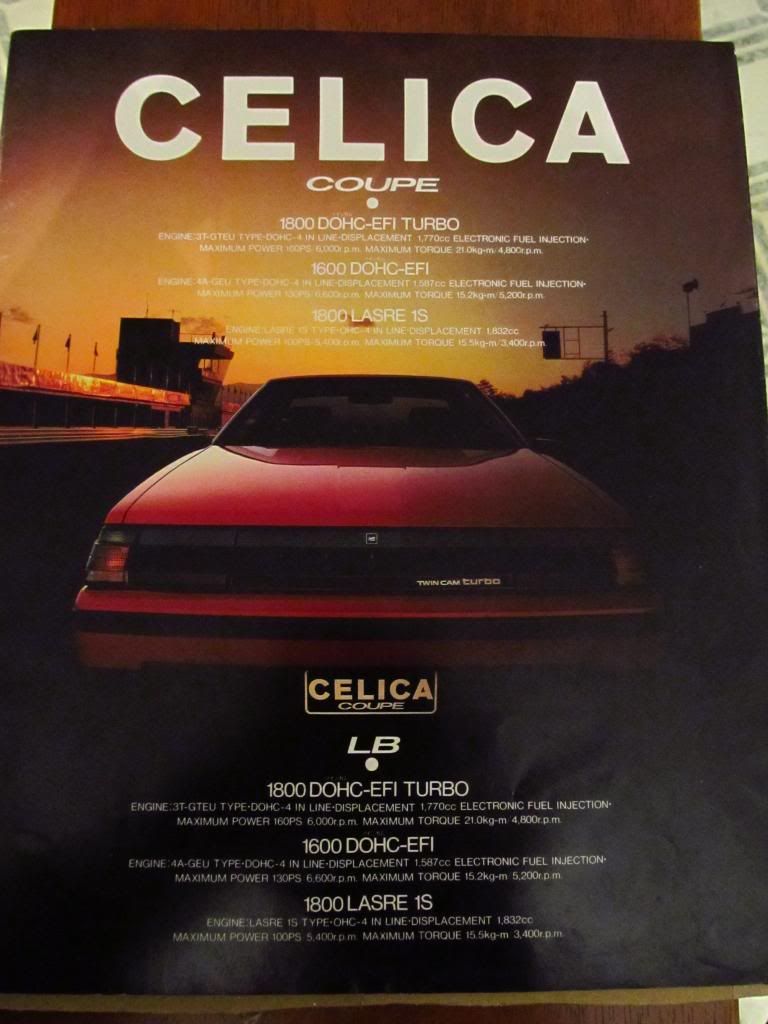 CELICA
COUPE
1800 DOHC-EFI TURBO
ENGINE:3T-GTEU TYPE·DOHC-4 IN LINE·DISPLACEMENT 1,770cc ELECTRONIC FUEL INJECTION·
MAXIMUM POWER 160PS/6,000r.p.m. MAXIMUM TORQUE 21.0kg-m/4,800r.p.m.
1600 DOHC-EFI
ENGINE:4A-GEU TYPE·DOHC-4 IN LINE·DISPLACEMENT 1,587cc ELECTRONIC FUEL INJECTION·
MAXIMUM POWER 130PS/6,600r.p.m. MAXIMUM TORQUE 15.2kg-m/5,200r.p.m.
1800 LASRE 1S
ENGINE:LASRE 1S TYPE·OHC-4 IN LINE·DISPLACEMENT 1,832cc
MAXIMUM POWER 100PS/5,400r.p.m. MAXIMUM TORQUE 15.5kg-m/3,400r.p.m.
TWIN CAM turbo
CELICA
COUPE
LB
1800 DOHC-EFI TURBO
ENGINE:3T-GTEU TYPE·DOHC-4 IN LINE·DISPLACEMENT 1,770cc ELECTRONIC FUEL INJECTION·
MAXIMUM POWER 160PS/6,000r.p.m. MAXIMUM TORQUE 21.0kg-m/4,800r.p.m.
1600 DOHC-EFI
ENGINE:4A-GEU TYPE·DOHC-4 IN LINE·DISPLACEMENT 1,587cc ELECTRONIC FUEL INJECTION·
MAXIMUM POWER 130PS/6,600r.p.m. MAXIMUM TORQUE 15.2kg-m/5,200r.p.m.
1800 LASRE 1S
ENGINE:LASRE 1S TYPE·OHC-4 IN LINE·DISPLACEMENT 1,832cc
MAXIMUM POWER 100PS/5,400r.p.m. MAXIMUM TORQUE 15.5kg-m/3,400r.p.m.